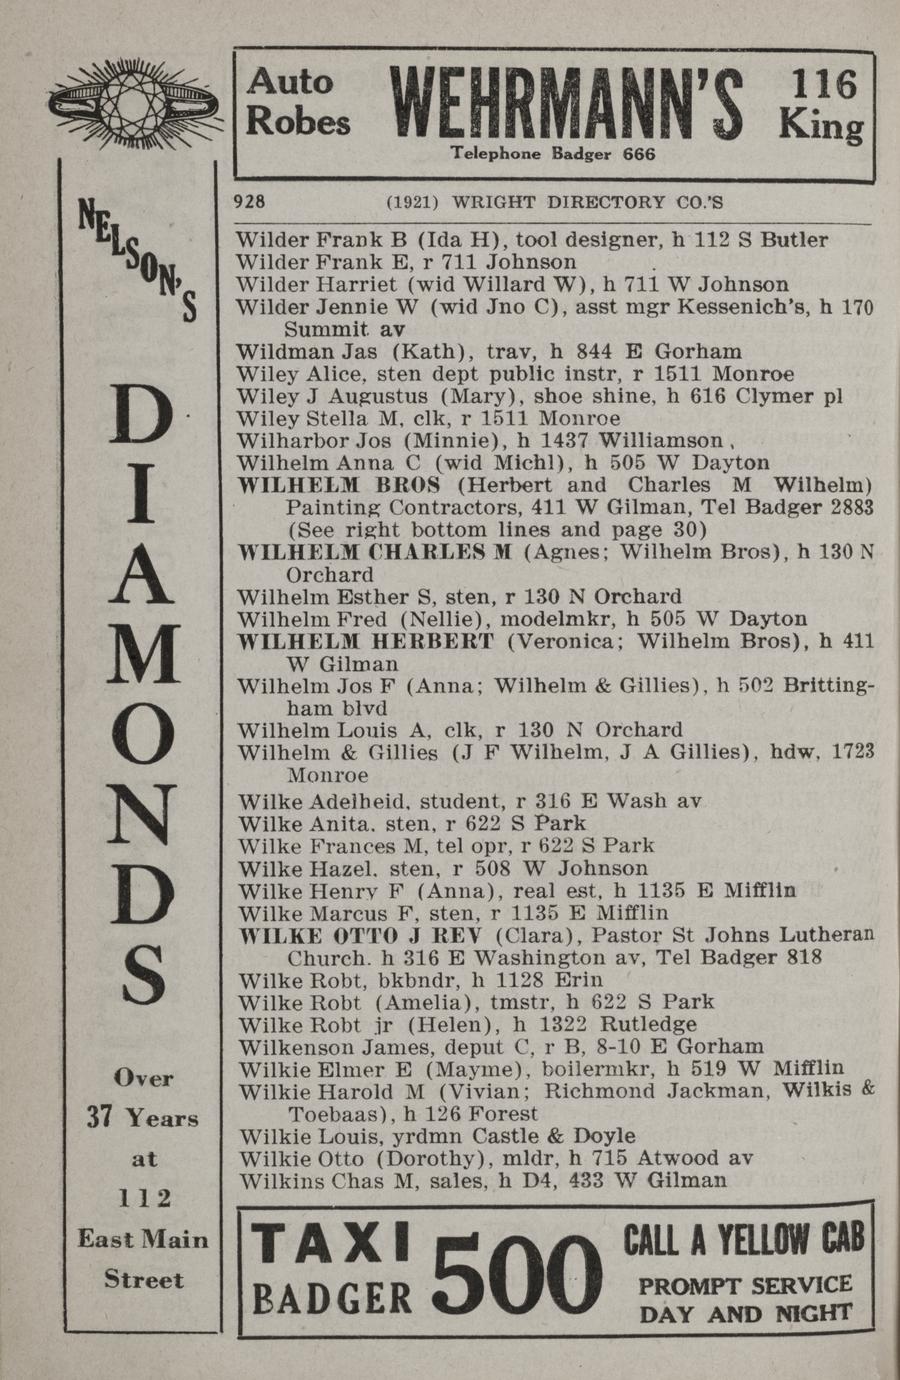 Auto
Robes
WEHRMANN'S
Telephone Badger 666
116
King
928 (1921) WRIGHT DIRECTORY CO.'S
NELSON'S
DIAMONDS
Over
37 Years
at
112
East Main
Street
Wilder Frank B (Ida H), tool designer, h 112 S Butler
Wilder Frank E, r 711 Johnson
Wilder Harriet (wid Willard W), h 711 W Johnson
Wilder Jennie W (wid Jno C), asst mgr Kessenich's, h 170
Summit av
Wildman Jas (Kath), trav, h 844 E Gorham
Wiley Alice, sten dept public instr, r 1511 Monroe
Wiley J Augustus (Mary), shoe shine, h 616 Clymer pl
Wiley Stella M, clk, r 1511 Monroe
Wilharbor Jos (Minnie), h 1437 Williamson
Wilhelm Anna C (wid Michl), h 505 W Dayton
WILHELM BROS (Herbert and Charles M Wilhelm)
Painting Contractors, 411 W Gilman, Tel Badger 2883
(See right bottom lines and page 30)
WILHELM CHARLES M (Agnes; Wilhelm Bros), h 130 N
Orchard
Wilhelm Esther S, sten, r 130 N Orchard
Wilhelm Fred (Nellie), modelmkr, h 505 W Dayton
WILHELM HERBERT (Veronica; Wilhelm Bros), h 411
W Gilman
Wilhelm Jos F (Anna; Wilhelm & Gillies), h 502 Britting-
ham blvd
Wilhelm Louis A, clk, r 130 N Orchard
Wilhelm & Gillies (J F Wilhelm, J A Gillies), hdw, 1723
Monroe
Wilke Adelheid, student, r 316 E Wash av
Wilke Anita. sten, r 622 S Park
Wilke Frances M, tel opr, r 622 S Park
Wilke Hazel. sten, r 508 W Johnson
Wilke Henry F (Anna), real est, h 1135 E Mifflin
Wilke Marcus F, sten, r 1135 E Mifflin
WILKE OTTO J REV (Clara), Pastor St Johns Lutheran
Church. h 316 E Washington av, Tel Badger 818
Wilke Robt, bkbndr, h 1128 Erin
Wilke Robt (Amelia), tmstr, h 622 S Park
Wilke Robt jr (Helen), h 1322 Rutledge
Wilkenson James, deput C, r B, 8-10 E Gorham
Wilkie Elmer E (Mayme), boilermkr, h 519 W Mifflin
Wilkie Harold M (Vivian; Richmond Jackman, Wilkis &
Toebaas), h 126 Forest
Wilkie Louis, yrdmn Castle & Doyle
Wilkie Otto (Dorothy), mldr, h 715 Atwood av
Wilkins Chas M, sales, h D4, 433 W Gilman
TAXI
BADGER
500
CALL A YELLOW CAB
PROMPT SERVICE
DAY AND NIGHT